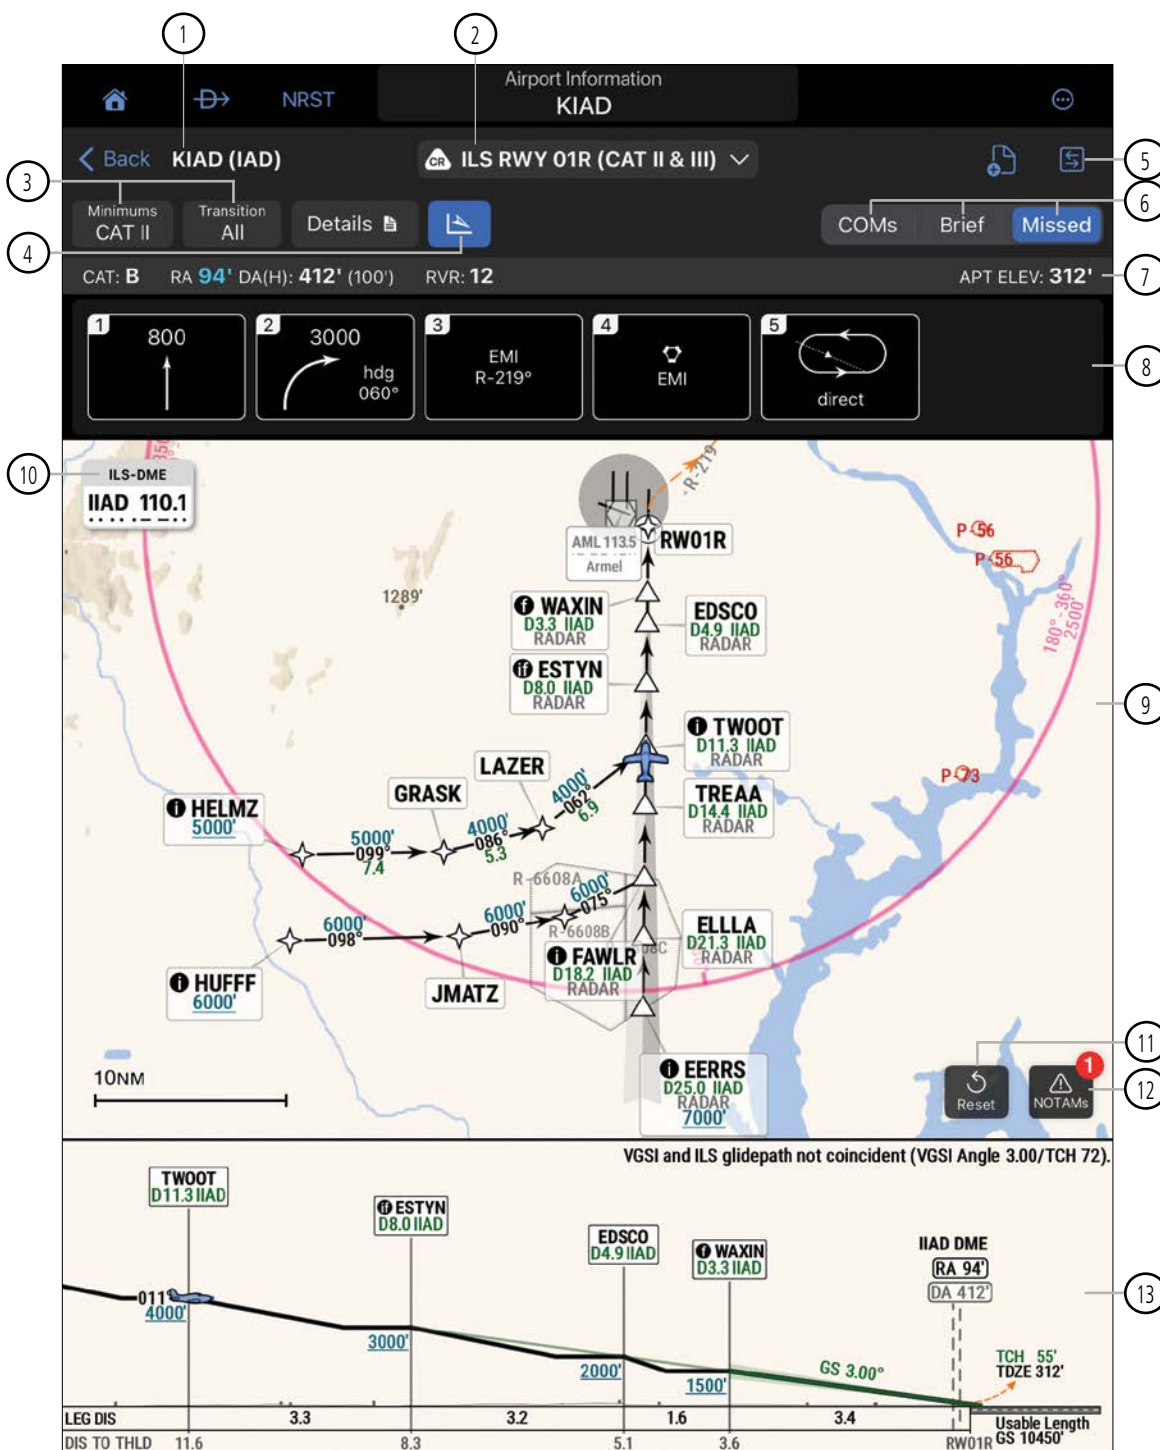 1
2
Airport Information
NRST
KIAD
Back
KIAD (IAD)
CR
ILS RWY 01R (CAT II & III)
5
3
6
Minimums
CAT II
Transition
All
Details
COMs
Brief
Missed
4
CAT: B
RA 94' DA(H): 412' (100')
RVR: 12
APT ELEV: 312'
7
1
800
2
3000
hdg
060°
3
EMI
R-219°
4
EMI
5
direct
8
10
ILS-DME
IIAD 110.1
R-219
AML 113.5
Armel
RW01R
P-56
P-56
1289'
f WAXIN
D3.3 IIAD
RADAR
EDSCO
D4.9 IIAD
RADAR
180°-360°
2500'
if ESTYN
D8.0 IIAD
RADAR
9
i TWOOT
D11.3 IIAD
RADAR
LAZER
P-73
GRASK
4000'
062°
6.9
TREAA
D14.4 IIAD
RADAR
i HELMZ
5000'
5000'
099°
7.4
4000'
086°
5.3
R-6608A
6000'
075°
6000'
098°
6000'
090°
R-6608B
ELLLA
D21.3 IIAD
RADAR
i FAWLR
D18.2 IIAD
RADAR
i HUFFF
6000'
JMATZ
11
i EERRS
D25.0 IIAD
RADAR
7000'
10NM
Reset
1
NOTAMs
12
VGSI and ILS glidepath not coincident (VGSI Angle 3.00/TCH 72).
TWOOT
D11.3 IIAD
if ESTYN
D8.0 IIAD
EDSCO
D4.9 IIAD
f WAXIN
D3.3 IIAD
IIAD DME
RA 94'
DA 412'
13
011°
4000'
3000'
2000'
1500'
GS 3.00°
TCH 55'
TDZE 312'
LEG DIS
3.3
3.2
1.6
3.4
Usable Length
GS 10450'
DIS TO THLD
11.6
8.3
5.1
3.6
RW01R